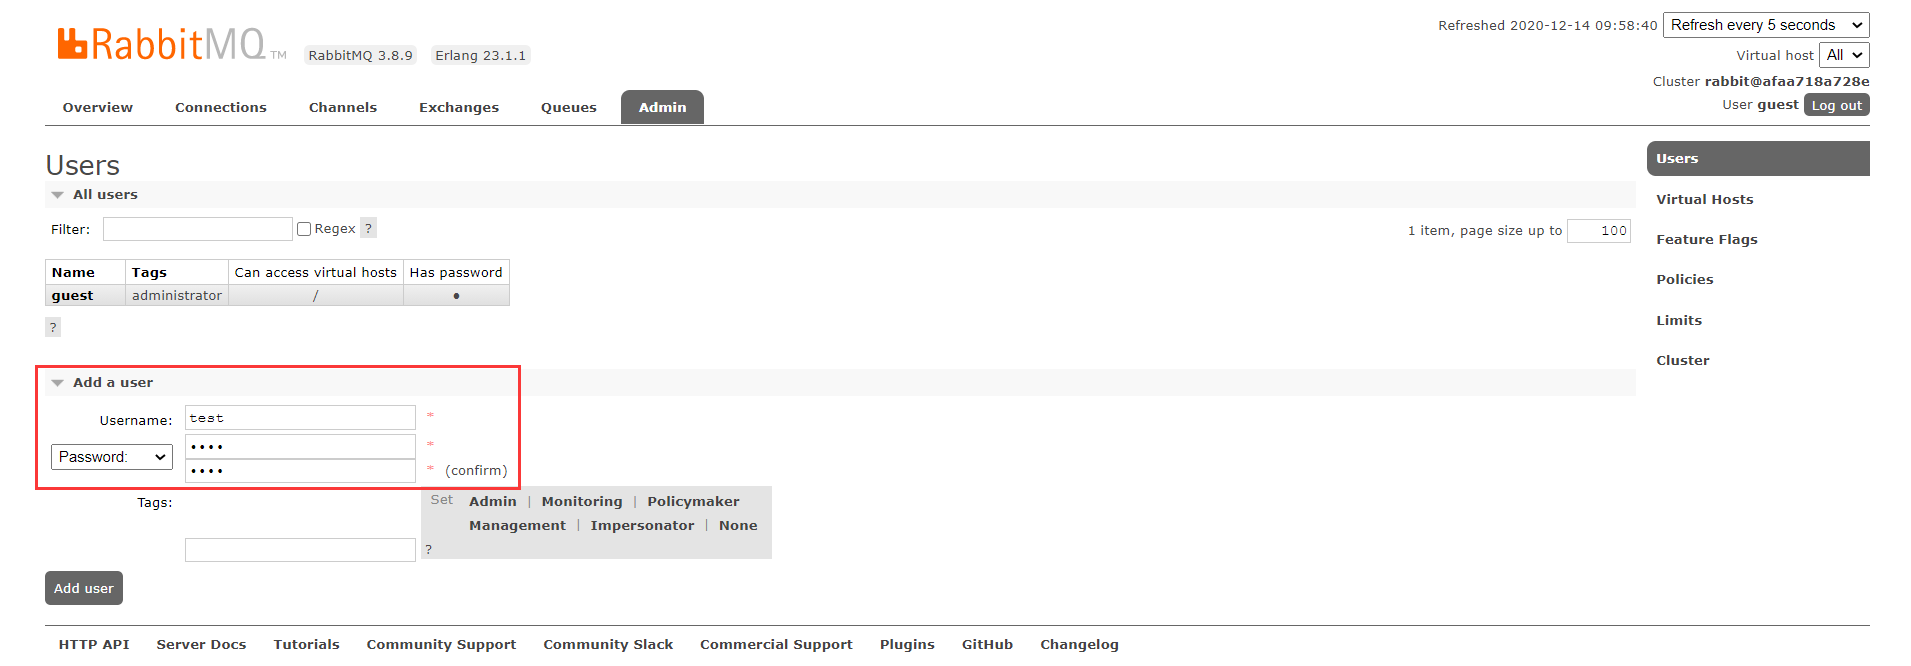 RabbitMQ TM RabbitMQ 3.8.9 Erlang 23.1.1
Refreshed 2020-12-14 09:58:40 Refresh every 5 seconds
Virtual host All
Cluster rabbit@afaa718a728e
User guest Log out
Overview Connections Channels Exchanges Queues Admin
Users
All users
Filter: Regex ? 1 item, page size up to 100
Name Tags Can access virtual hosts Has password
guest administrator / ●
?
Add a user
Username: test *
Password: •••• *
•••• * (confirm)
Tags:
Set Admin | Monitoring | Policymaker
Management | Impersonator | None
?
Add user
Users
Virtual Hosts
Feature Flags
Policies
Limits
Cluster
HTTP API Server Docs Tutorials Community Support Community Slack Commercial Support Plugins GitHub Changelog